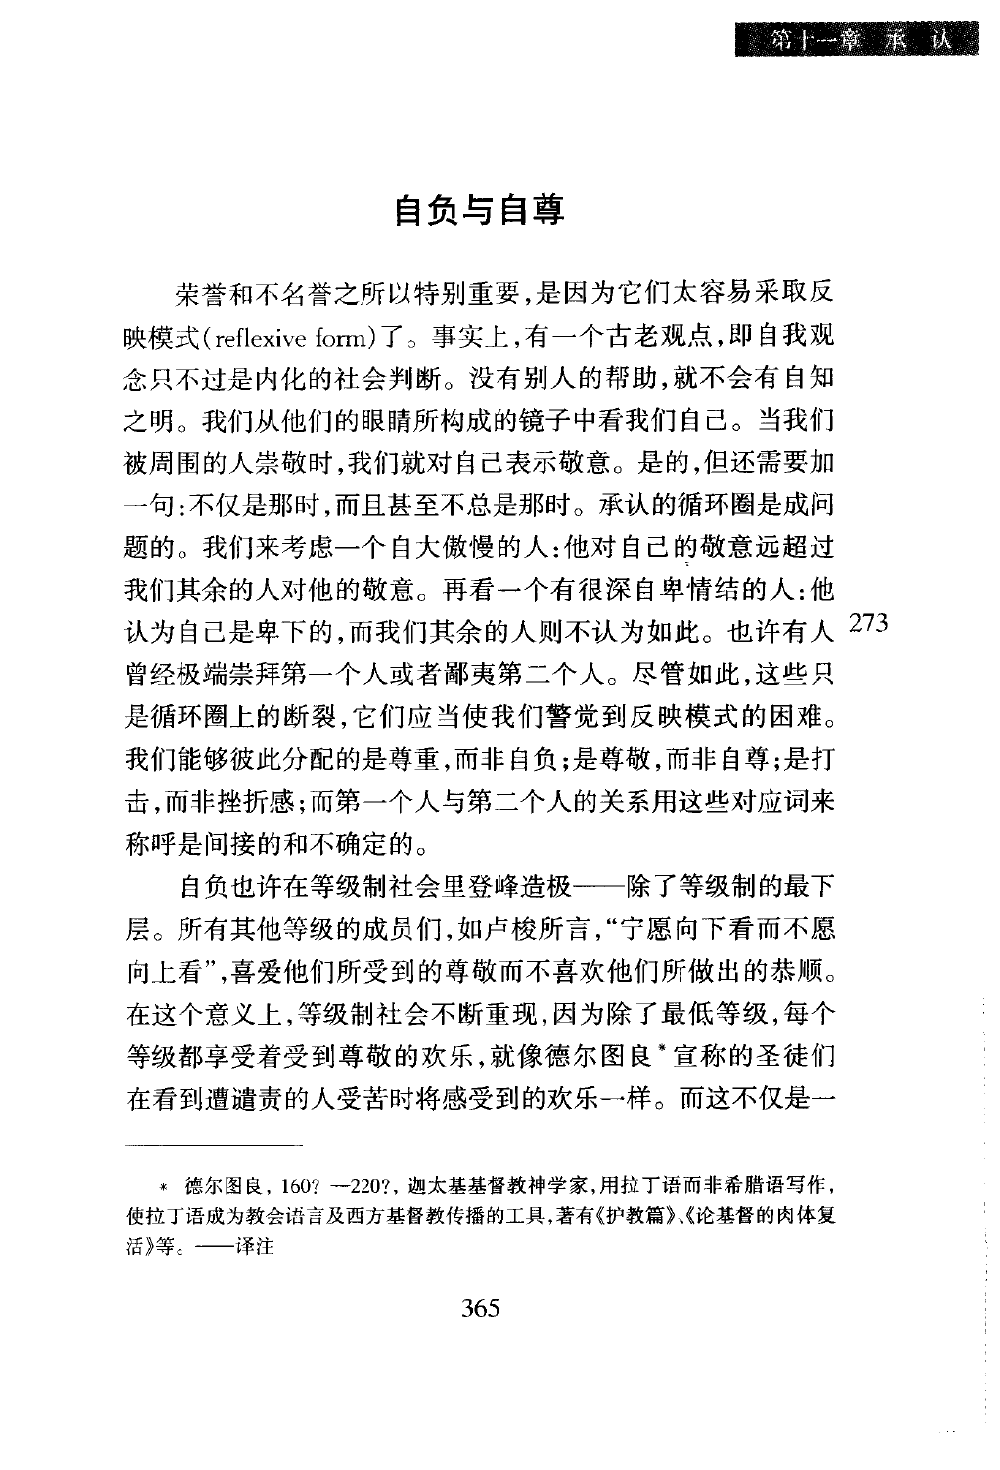 第十一章 承 认
自负与自尊
荣誉和不名誉之所以特别重要,是因为它们太容易采取反
映模式(reflexive form)了。事实上,有一个古老观点,即自我观
念只不过是内化的社会判断。没有别人的帮助,就不会有自知
之明。我们从他们的眼睛所构成的镜子中看我们自己。当我们
被周围的人崇敬时,我们就对自己表示敬意。是的,但还需要加
一句:不仅是那时,而且甚至不总是那时。承认的循环圈是成问
题的。我们来考虑一个自大傲慢的人:他对自己的敬意远超过
我们其余的人对他的敬意。再看一个有很深自卑情结的人:他
认为自己是卑下的,而我们其余的人则不认为如此。也许有人 273
曾经极端崇拜第一个人或者鄙夷第二个人。尽管如此,这些只
是循环圈上的断裂,它们应当使我们警觉到反映模式的困难。
我们能够彼此分配的是尊重,而非自负;是尊敬,而非自尊;是打
击,而非挫折感;而第一个人与第二个人的关系用这些对应词来
称呼是间接的和不确定的。
自负也许在等级制社会里登峰造极——除了等级制的最下
层。所有其他等级的成员们,如卢梭所言,“宁愿向下看而不愿
向上看”,喜爱他们所受到的尊敬而不喜欢他们所做出的恭顺。
在这个意义上,等级制社会不断重现,因为除了最低等级,每个
等级都享受着受到尊敬的欢乐,就像德尔图良*宣称的圣徒们
在看到遭谴责的人受苦时将感受到的欢乐一样。而这不仅是一
* 德尔图良, 160? —220?, 迦太基基督教神学家,用拉丁语而非希腊语写作,
使拉丁语成为教会语言及西方基督教传播的工具,著有《护教篇》、《论基督的肉体复
活》等。——译注
365